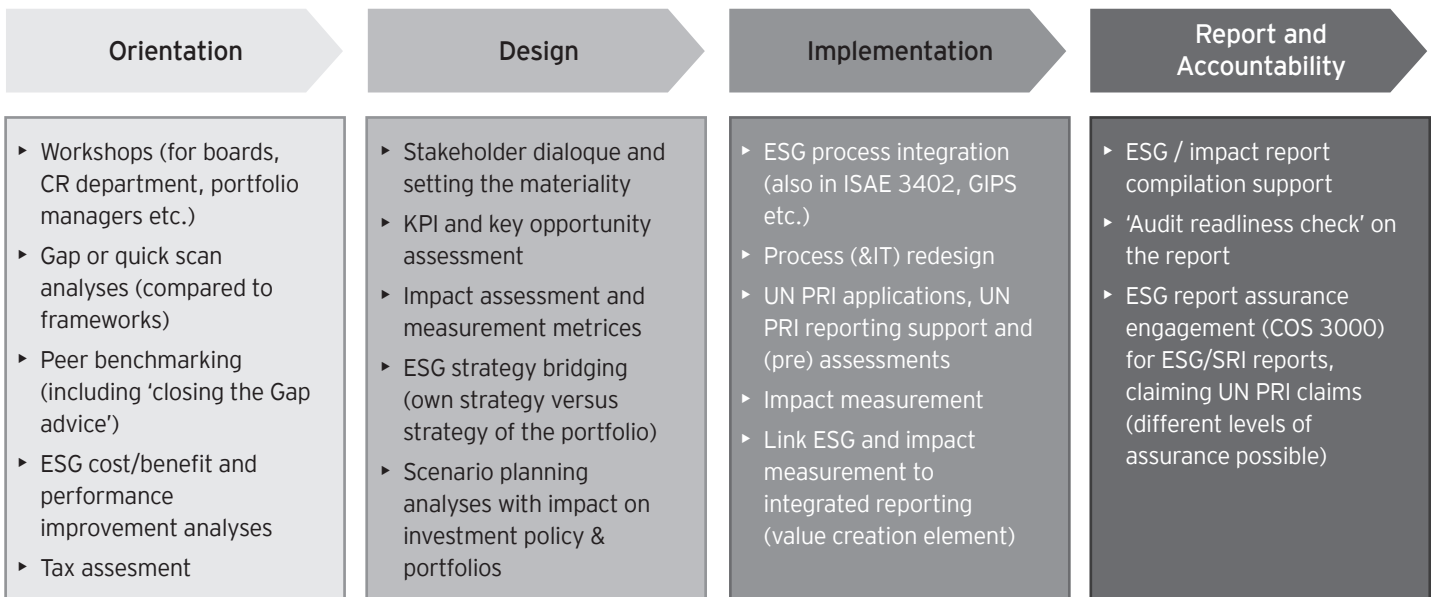 Orientation
▸ Workshops (for boards,
CR department, portfolio
managers etc.)
▸ Gap or quick scan
analyses (compared to
frameworks)
▸ Peer benchmarking
(including ‘closing the Gap
advice’)
▸ ESG cost/benefit and
performance
improvement analyses
▸ Tax assesment
Design
▸ Stakeholder dialoque and
setting the materiality
▸ KPI and key opportunity
assessment
▸ Impact assessment and
measurement metrices
▸ ESG strategy bridging
(own strategy versus
strategy of the portfolio)
▸ Scenario planning
analyses with impact on
investment policy &
portfolios
Implementation
▸ ESG process integration
(also in ISAE 3402, GIPS
etc.)
▸ Process (&IT) redesign
▸ UN PRI applications, UN
PRI reporting support and
(pre) assessments
▸ Impact measurement
▸ Link ESG and impact
measurement to
integrated reporting
(value creation element)
Report and
Accountability
▸ ESG / impact report
compilation support
▸ ‘Audit readliness check’ on
the report
▸ ESG report assurance
engagement (COS 3000)
for ESG/SRI reports,
claiming UN PRI claims
(different levels of
assurance possible)